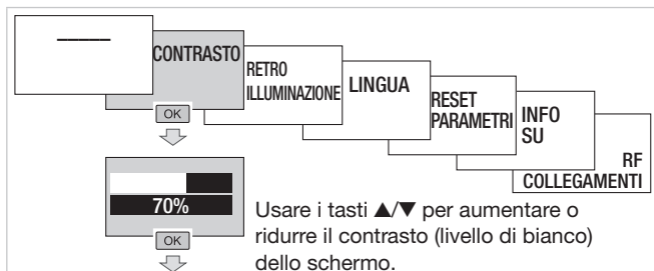 _____
CONTRASTO
OK
RETRO
ILLUMINAZIONE
LINGUA
RESET
PARAMETRI
INFO
SU
RF
COLLEGAMENTI
70%
OK
Usare i tasti ▲/▼ per aumentare o
ridurre il contrasto (livello di bianco)
dello schermo.